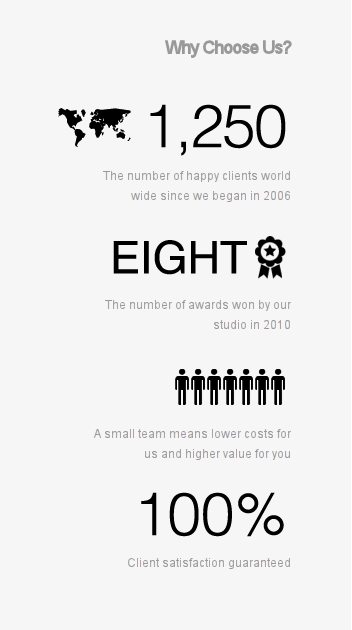 Why Choose Us?
1,250
The number of happy clients world
wide since we began in 2006
EIGHT
The number of awards won by our
studio in 2010
A small team means lower costs for
us and higher value for you
100%
Client satisfaction guaranteed